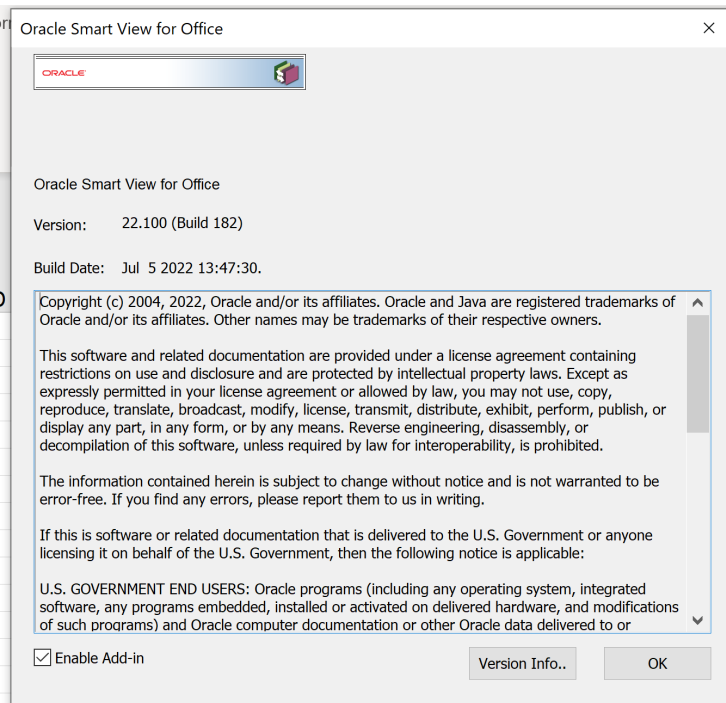 Oracle Smart View for Office
ORACLE
Oracle Smart View for Office
Version: 22.100 (Build 182)
Build Date: Jul 5 2022 13:47:30.
Copyright (c) 2004, 2022, Oracle and/or its affiliates. Oracle and Java are registered trademarks of
Oracle and/or its affiliates. Other names may be trademarks of their respective owners.
This software and related documentation are provided under a license agreement containing
restrictions on use and disclosure and are protected by intellectual property laws. Except as
expressly permitted in your license agreement or allowed by law, you may not use, copy,
reproduce, translate, broadcast, modify, license, transmit, distribute, exhibit, perform, publish, or
display any part, in any form, or by any means. Reverse engineering, disassembly, or
decompilation of this software, unless required by law for interoperability, is prohibited.
The information contained herein is subject to change without notice and is not warranted to be
error-free. If you find any errors, please report them to us in writing.
If this is software or related documentation that is delivered to the U.S. Government or anyone
licensing it on behalf of the U.S. Government, then the following notice is applicable:
U.S. GOVERNMENT END USERS: Oracle programs (including any operating system, integrated
software, any programs embedded, installed or activated on delivered hardware, and modifications
of such programs) and Oracle computer documentation or other Oracle data delivered to or
Enable Add-in
Version Info..
OK